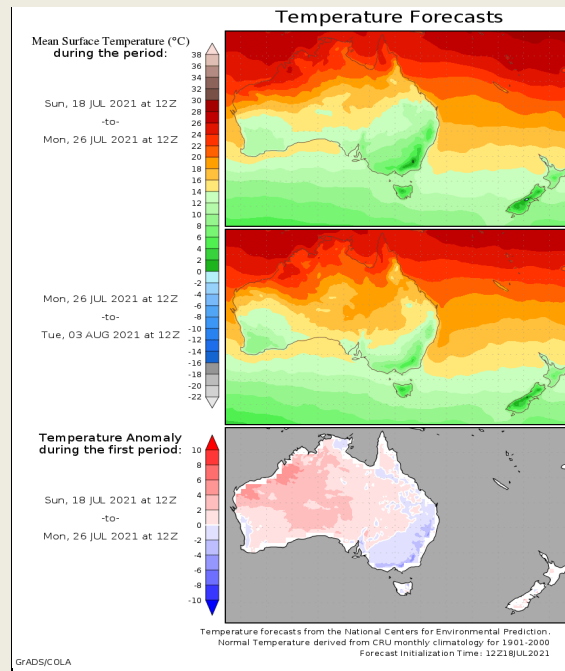 Temperature Forecasts
Mean Surface Temperature (°C)
during the period:
Sun, 18 JUL 2021 at 12Z
-to-
Mon, 26 JUL 2021 at 12Z
38
36
34
32
30
28
26
24
22
20
18
16
14
12
10
8
6
4
2
0
-2
-4
-6
-8
-10
-12
-14
-16
-18
-20
-22
Mon, 26 JUL 2021 at 12Z
-to-
Tue, 03 AUG 2021 at 12Z
Temperature Anomaly
during the first period:
Sun, 18 JUL 2021 at 12Z
-to-
Mon, 26 JUL 2021 at 12Z
10
8
6
4
2
0
-2
-4
-6
-8
-10
Temperature forecasts from the National Centers for Environmental Prediction.
Normal Temperature derived from CRU monthly climatology for 1901-2000
Forecast Initialization Time: 12Z18JUL2021
GrADS/COLA